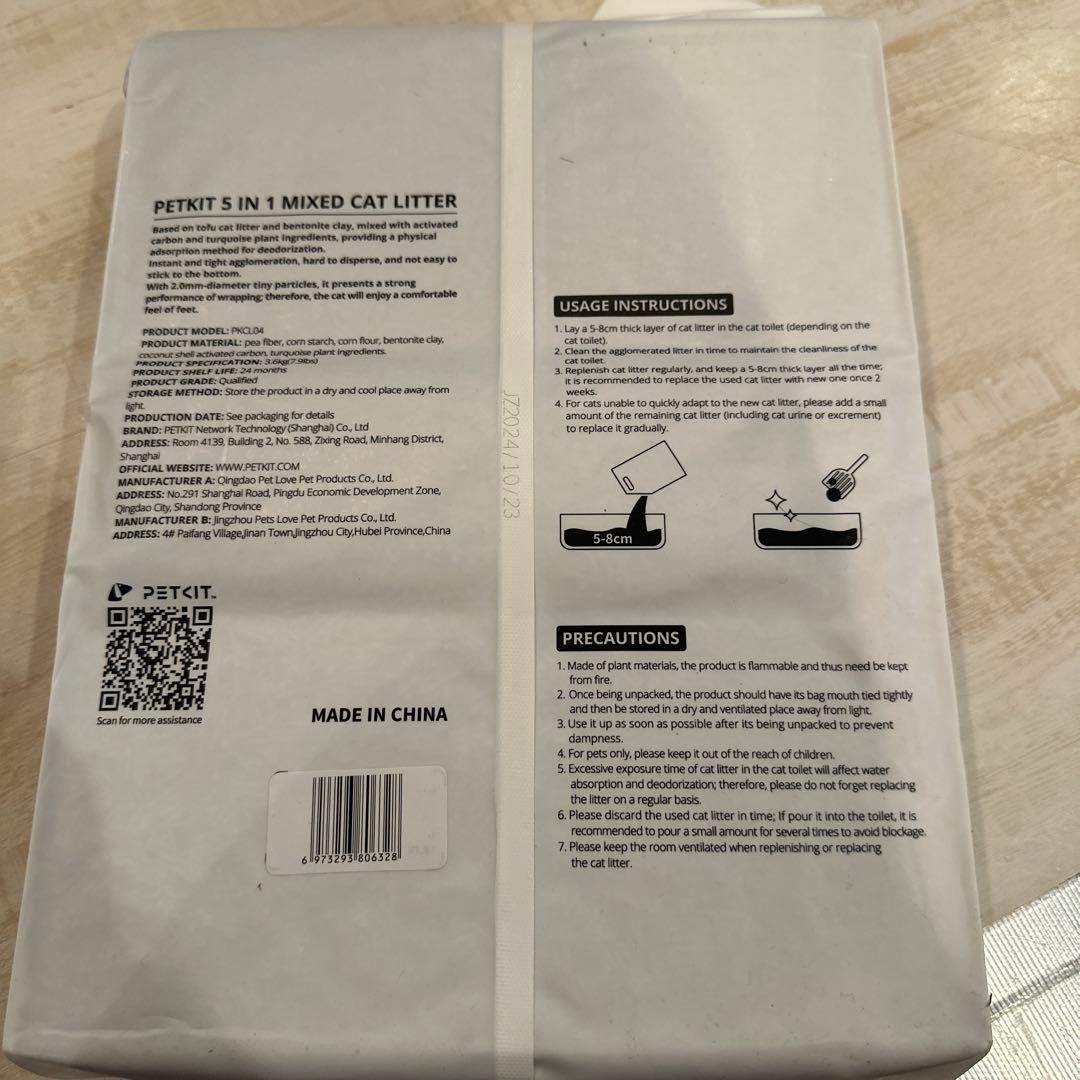 PETKIT 5 IN 1 MIXED CAT LITTER
Based on tofu cat litter and bentonite clay, mixed with activated
carbon and turquoise plant ingredients, providing a physical
adsorption method for deodorization.
Instant and tight agglomeration, hard to disperse, and not easy to
stick to the bottom.
With 2.0mm-diameter tiny particles, it presents a strong
performance of wrapping; therefore, the cat will enjoy a comfortable
feel of feet.
PRODUCT MODEL: PKCL04
PRODUCT MATERIAL: pea fiber, corn starch, corn flour, bentonite clay,
coconut shell activated carbon, turquoise plant ingredients.
PRODUCT SPECIFICATION: 3.6kg(7.9lbs)
PRODUCT SHELF LIFE: 24 months
PRODUCT GRADE: Qualified
STORAGE METHOD: Store the product in a dry and cool place away from
light.
PRODUCTION DATE: See packaging for details
BRAND: PETKIT Network Technology (Shanghai) Co., Ltd
ADDRESS: Room 4139, Building 2, No. 588, Zixing Road, Minhang District,
Shanghai
OFFICIAL WEBSITE: WWW.PETKIT.COM
MANUFACTURER A: Qingdao Pet Love Pet Products Co., Ltd.
ADDRESS: No.291 Shanghai Road, Pingdu Economic Development Zone,
Qingdao City, Shandong Province
MANUFACTURER B: Jingzhou Pets Love Pet Products Co., Ltd.
ADDRESS: 4# Paifang Village,Jinan Town,Jingzhou City,Hubei Province,China
PETKIT™
Scan for more assistance
MADE IN CHINA
6 973293 806328
JZ2024/10/23
USAGE INSTRUCTIONS
1. Lay a 5-8cm thick layer of cat litter in the cat toilet (depending on the
cat toilet).
2. Clean the agglomerated litter in time to maintain the cleanliness of the
cat toilet.
3. Replenish cat litter regularly, and keep a 5-8cm thick layer all the time;
it is recommended to replace the used cat litter with new one once 2
weeks.
4. For cats unable to quickly adapt to the new cat litter, please add a small
amount of the remaining cat litter (including cat urine or excrement)
to replace it gradually.
5-8cm
PRECAUTIONS
1. Made of plant materials, the product is flammable and thus need be kept
from fire.
2. Once being unpacked, the product should have its bag mouth tied tightly
and then be stored in a dry and ventilated place away from light.
3. Use it up as soon as possible after its being unpacked to prevent
dampness.
4. For pets only, please keep it out of the reach of children.
5. Excessive exposure time of cat litter in the cat toilet will affect water
absorption and deodorization; therefore, please do not forget replacing
the litter on a regular basis.
6. Please discard the used cat litter in time; If pour it into the toilet, it is
recommended to pour a small amount for several times to avoid blockage.
7. Please keep the room ventilated when replenishing or replacing
the cat litter.